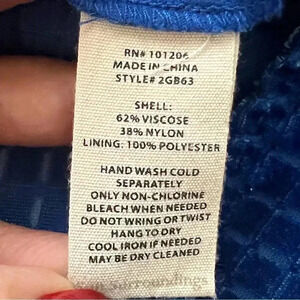 RN# 101206
MADE IN CHINA
STYLE# 2GB63
SHELL:
62% VISCOSE
38% NYLON
LINING: 100% POLYESTER
HAND WASH COLD
SEPARATELY
ONLY NON-CHLORINE
BLEACH WHEN NEEDED
DO NOT WRING OR TWIST
HANG TO DRY
COOL IRON IF NEEDED
MAY BE DRY CLEANED
surroundings